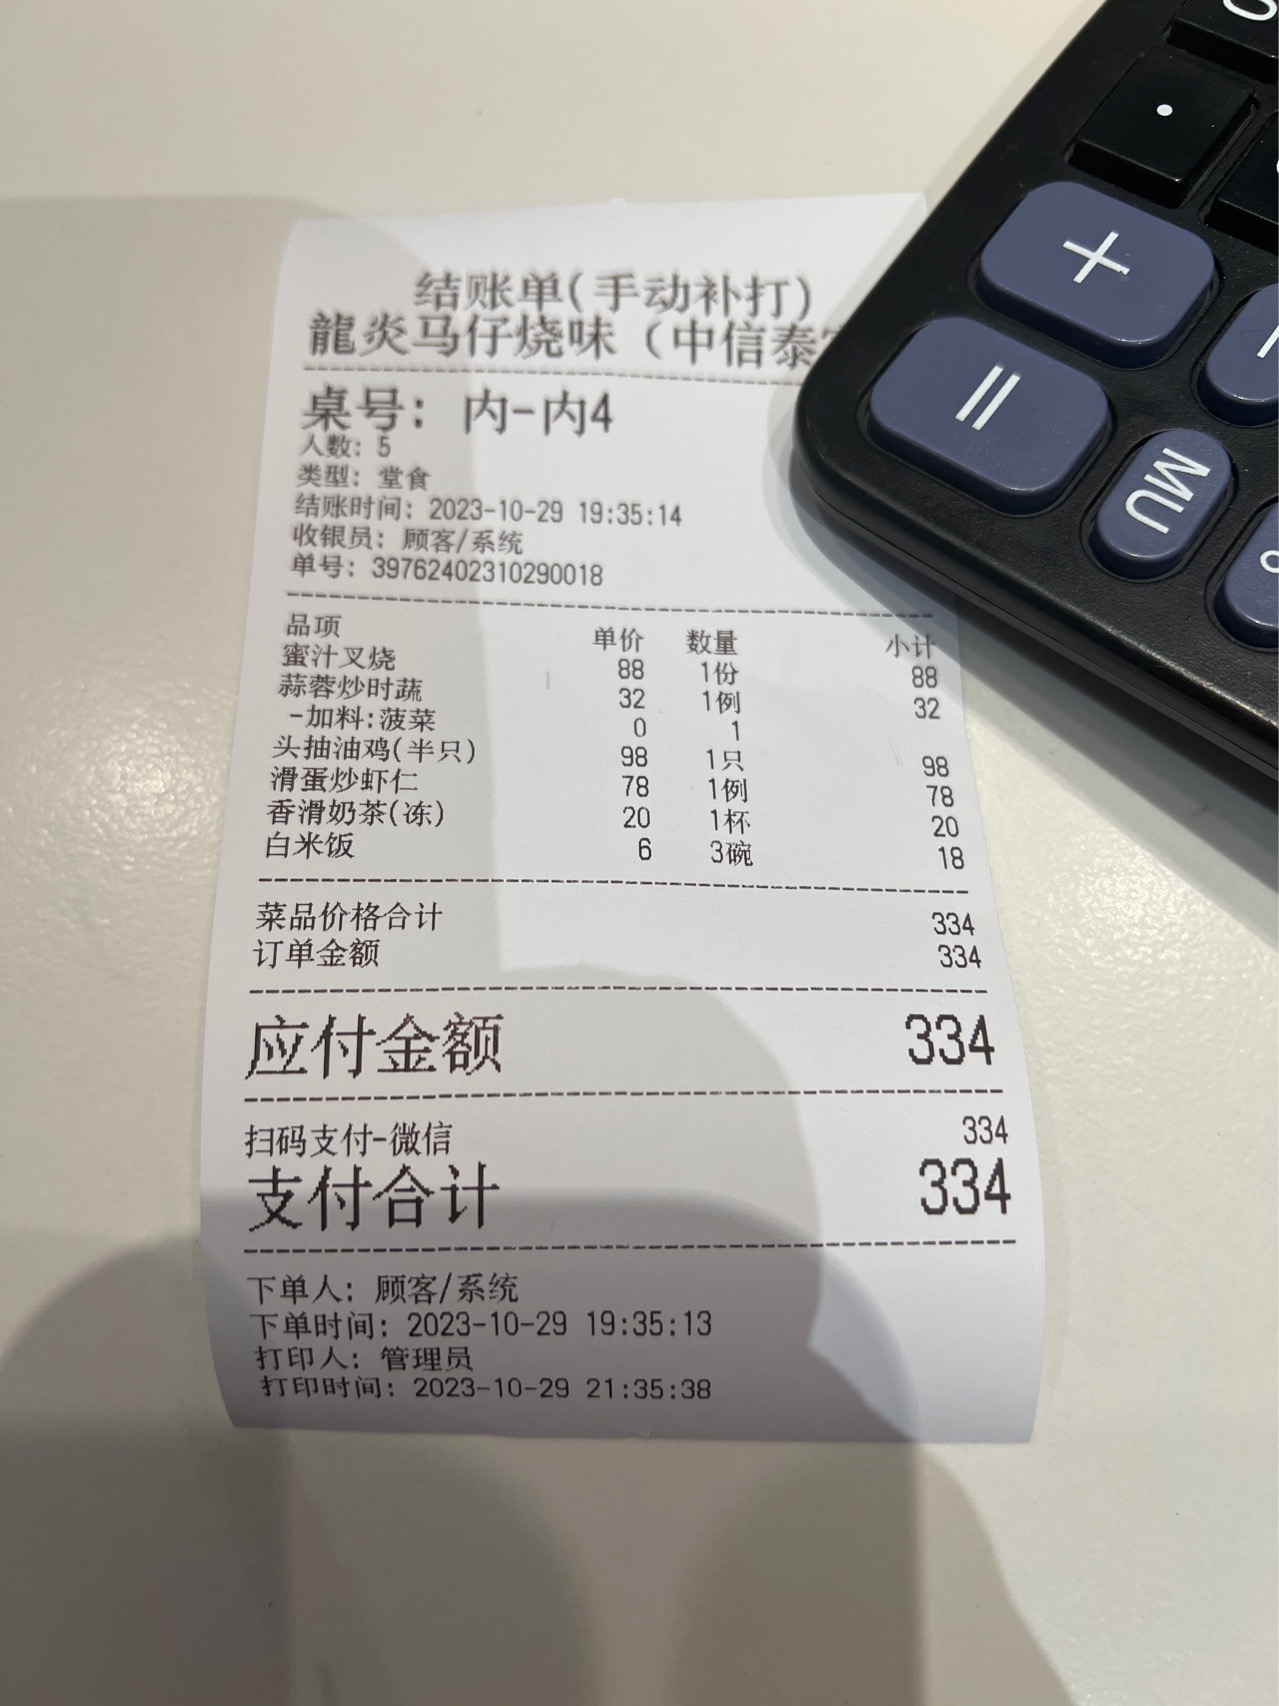 结账单(手动补打)
龍炎马仔烧味（中信泰
桌号: 内-内4
人数: 5
类型: 堂食
结账时间: 2023-10-29 19:35:14
收银员: 顾客/系统
单号: 39762402310290018
品项 单价 数量 小计
蜜汁叉烧 88 1份 88
蒜蓉炒时蔬 32 1例 32
-加料:菠菜 0 1
头抽油鸡(半只) 98 1只 98
滑蛋炒虾仁 78 1例 78
香滑奶茶(冻) 20 1杯 20
白米饭 6 3碗 18
菜品价格合计 334
订单金额 334
应付金额 334
扫码支付-微信 334
支付合计 334
下单人: 顾客/系统
下单时间: 2023-10-29 19:35:13
打印人: 管理员
打印时间: 2023-10-29 21:35:38
+
=
MU